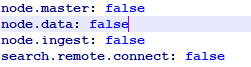 node.master: false
node.data: false
node.ingest: false
search.remote.connect: false